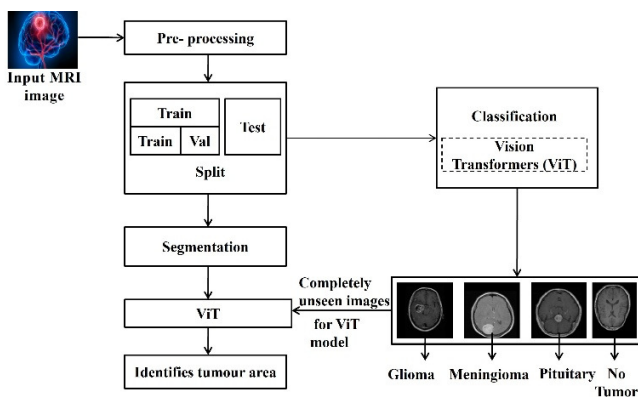 Input MRI
image
Pre- processing
Train
Train Val
Test
Split
Classification
Vision
Transformers (ViT)
Segmentation
ViT
Completely
unseen images
for ViT
model
Identifies tumour area
Glioma Meningioma Pituitary No
Tumor